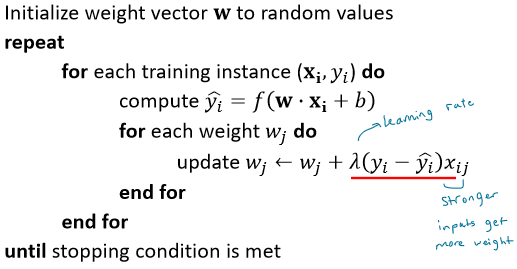 Initialize weight vector 𝐰 to random values
repeat
for each training instance (𝐱ᵢ, yᵢ) do
compute ŷᵢ = f(𝐰 · 𝐱ᵢ + b)
learning rate
for each weight wⱼ do
update wⱼ ← wⱼ + λ(yᵢ − ŷᵢ)xᵢⱼ
end for
stronger
inputs get
more weight
end for
until stopping condition is met